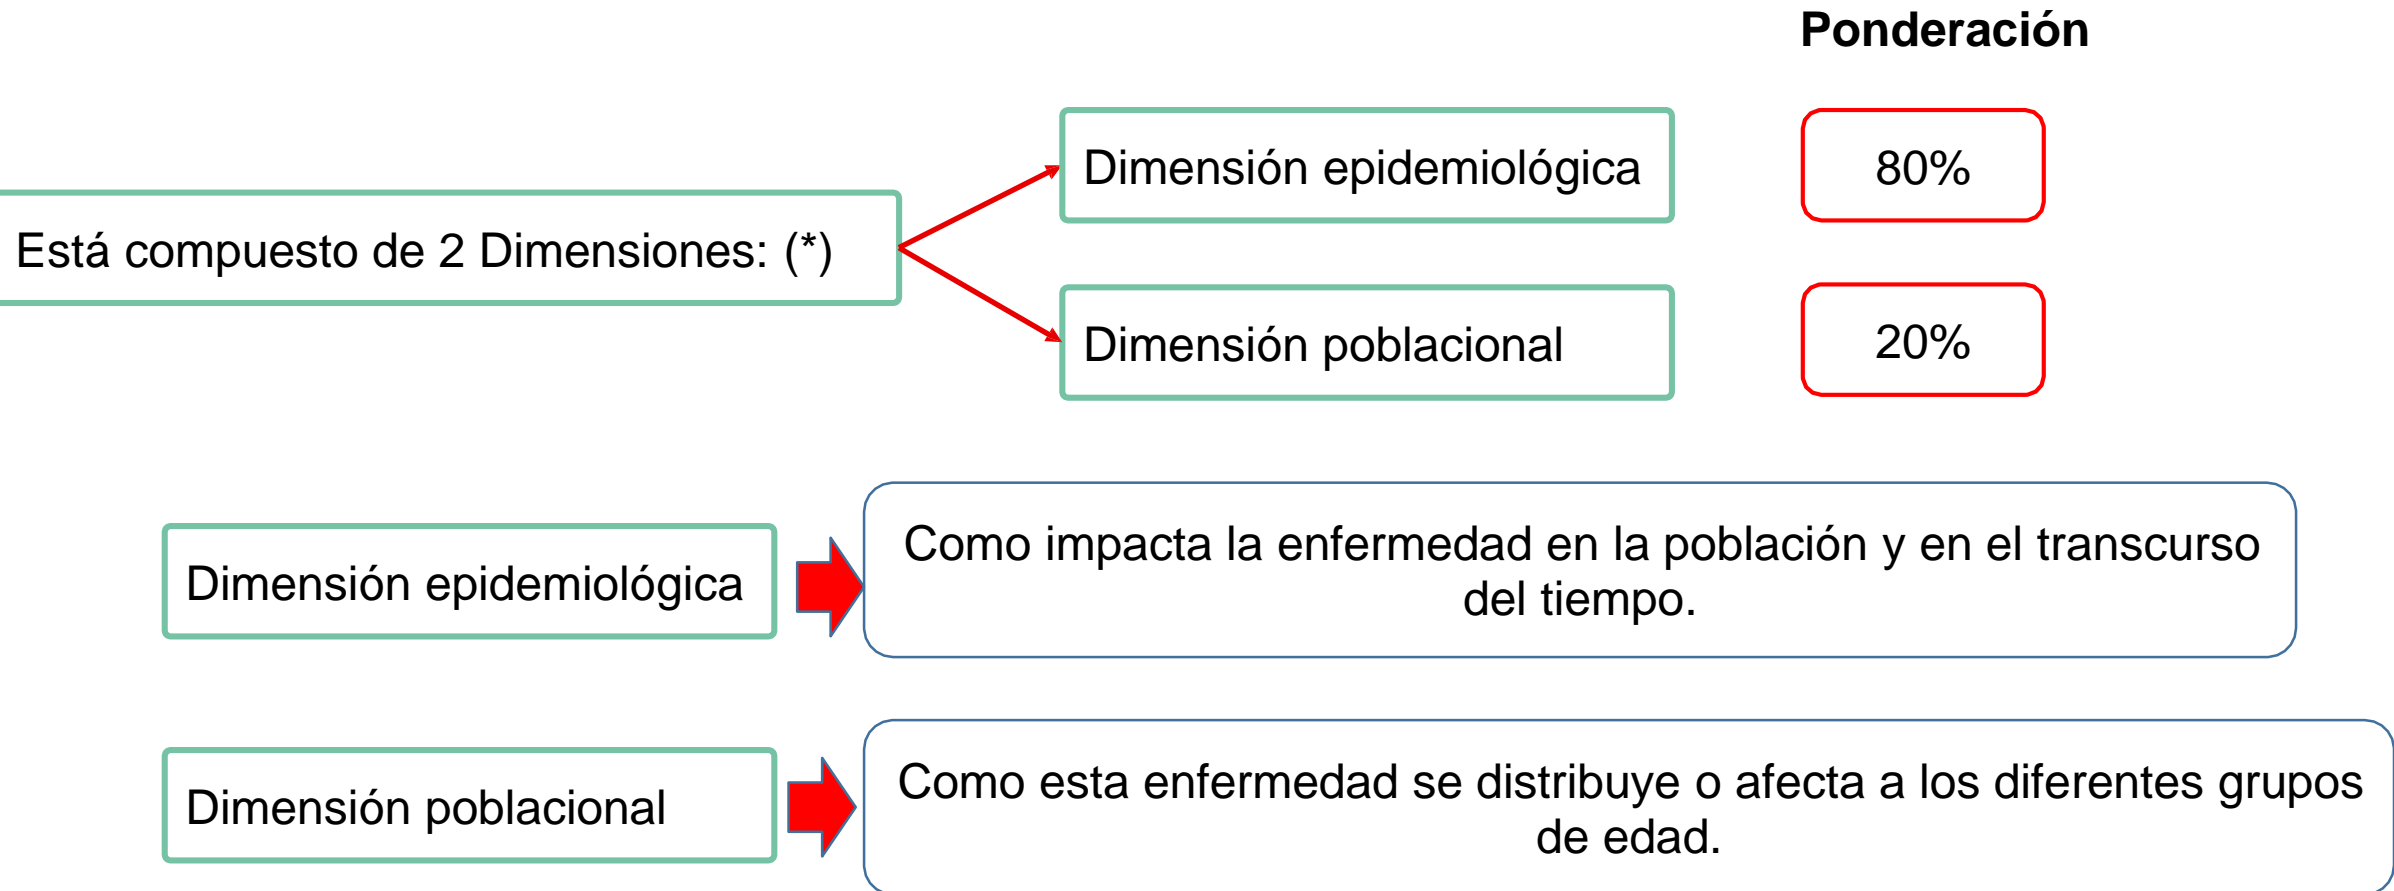 Ponderación
Dimensión epidemiológica
80%
Está compuesto de 2 Dimensiones: (*)
Dimensión poblacional
20%
Dimensión epidemiológica
Como impacta la enfermedad en la población y en el transcurso
del tiempo.
Dimensión poblacional
Como esta enfermedad se distribuye o afecta a los diferentes grupos
de edad.